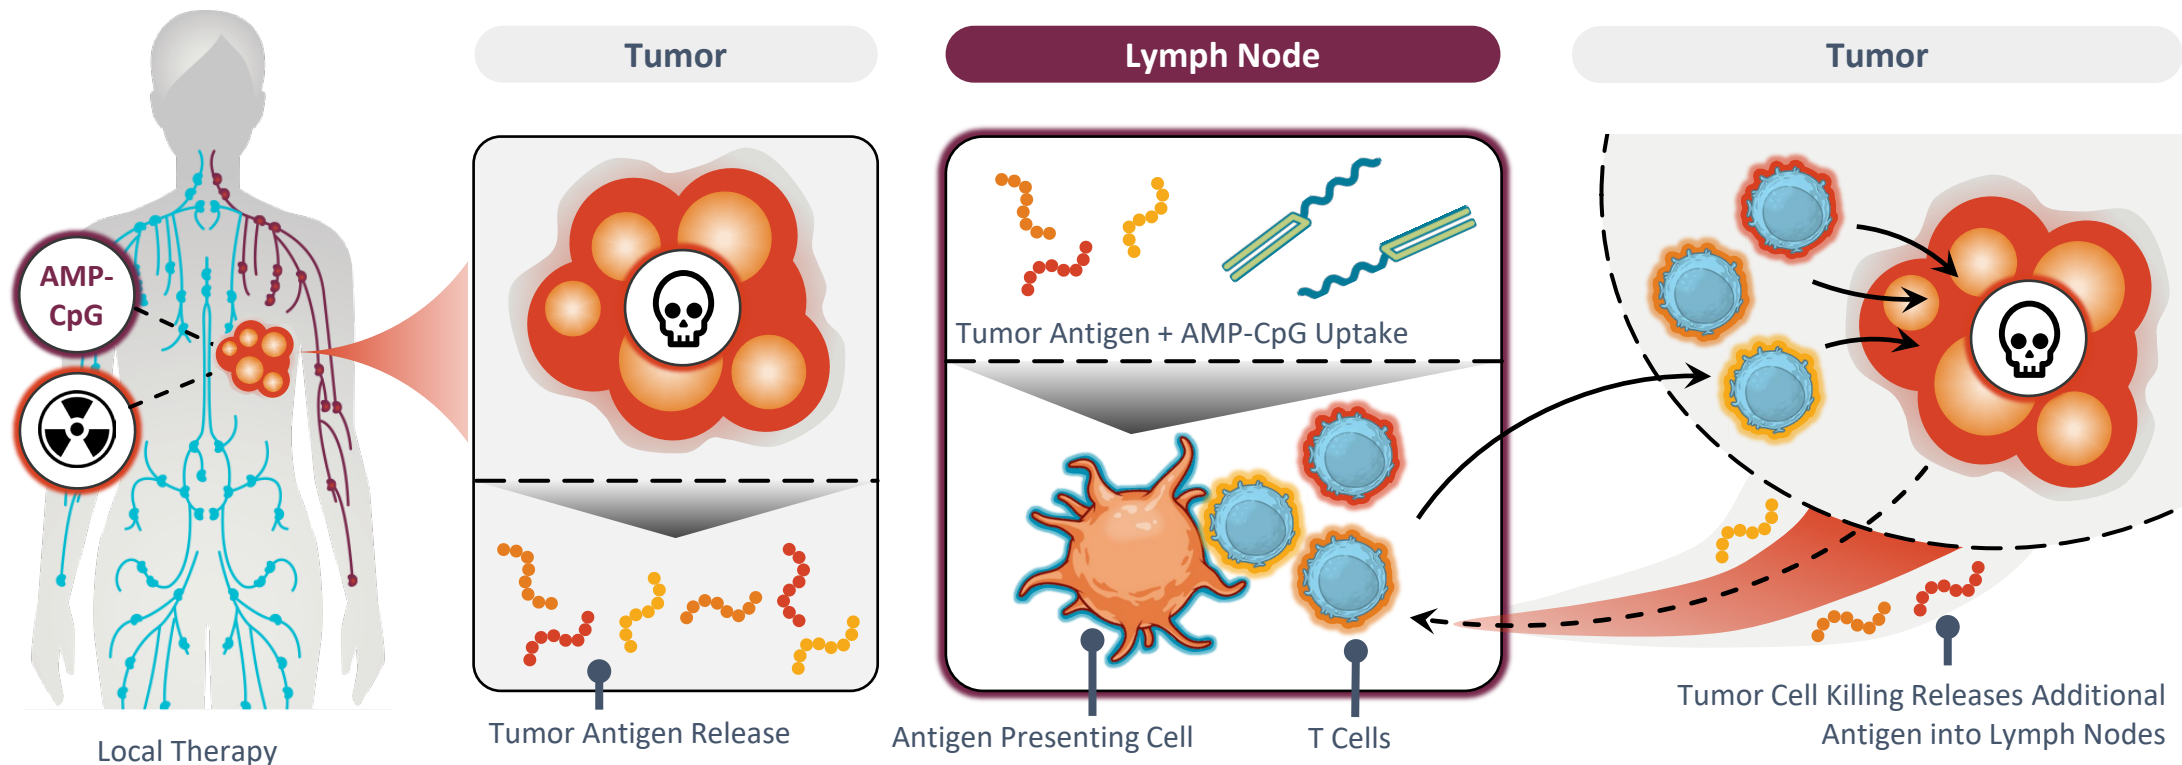 Tumor
Lymph Node
Tumor
AMP-
CpG
Tumor Antigen + AMP-CpG Uptake
Local Therapy
Tumor Antigen Release
Antigen Presenting Cell
T Cells
Tumor Cell Killing Releases Additional
Antigen into Lymph Nodes